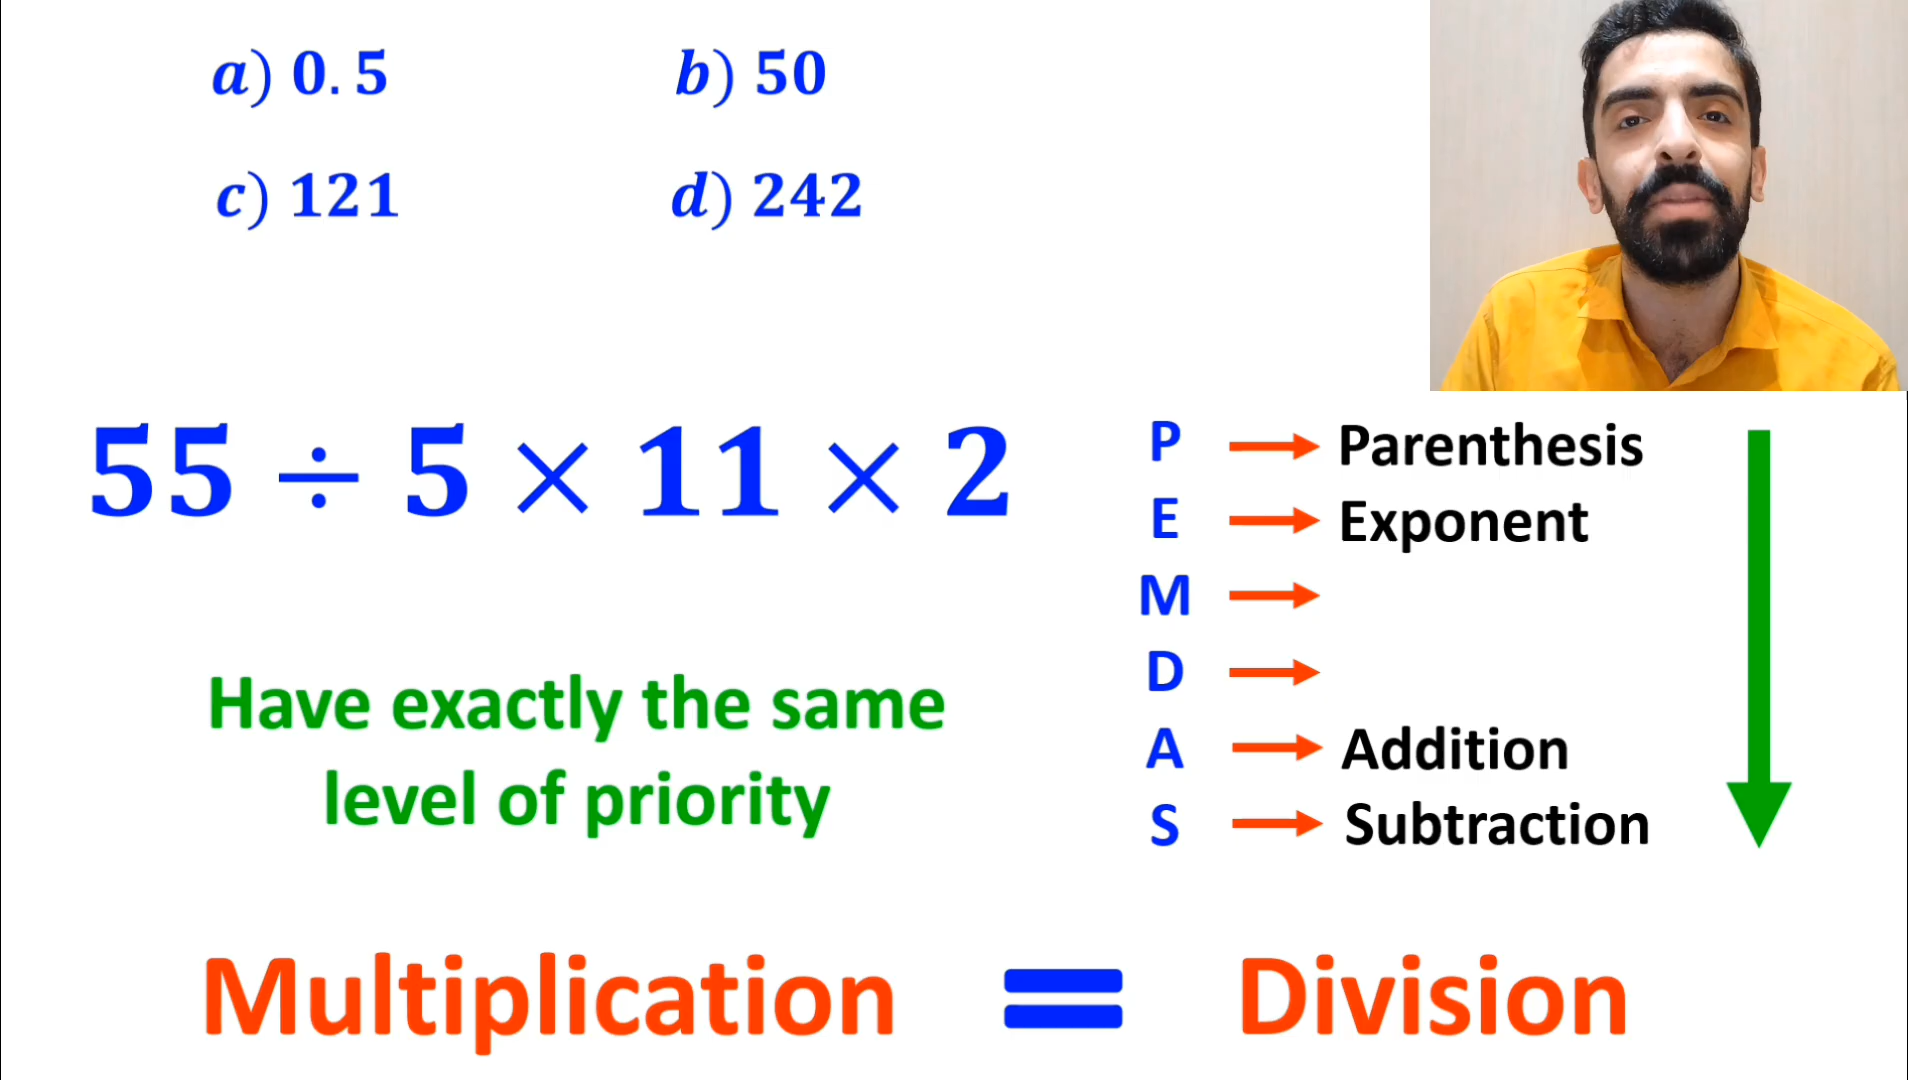 a) 0.5
b) 50
c) 121
d) 242
55 ÷ 5 × 11 × 2
P → Parenthesis
E → Exponent
M →
D →
A → Addition
S → Subtraction
Have exactly the same
level of priority
Multiplication = Division